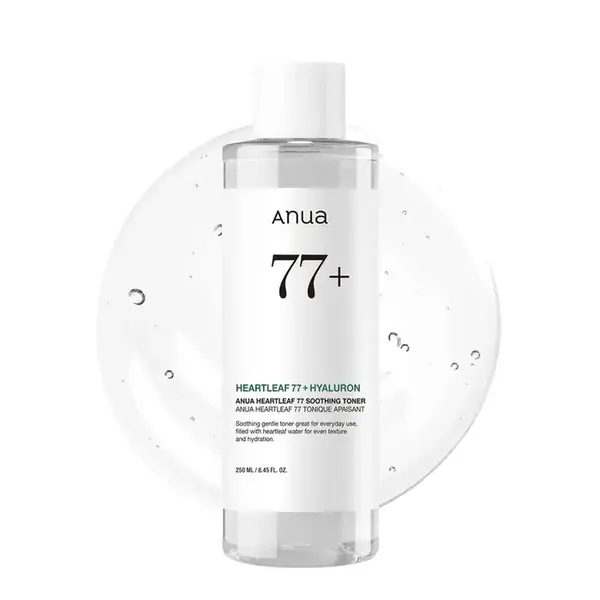 Anua
77+
HEARTLEAF 77 + HYALURON
ANUA HEARTLEAF 77 SOOTHING TONER
ANUA HEARTLEAF 77 TONIQUE APAISANT
Soothing gentle toner great for everyday use,
filled with heartleaf water for even texture
and hydration.
250 ML / 8.45 FL. OZ.